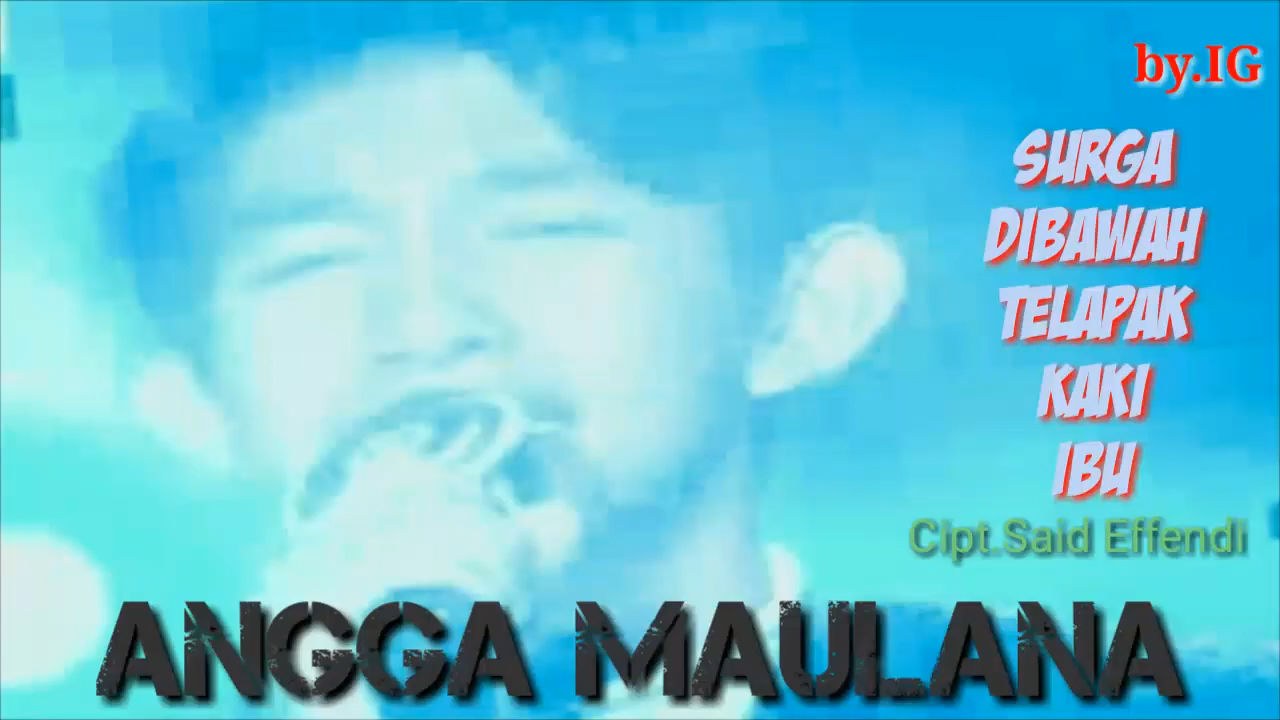 by.IG
SURGA
DIBAWAH
TELAPAK
KAKI
IBU
Cipt.Said Effendi
ANGGA MAULANA